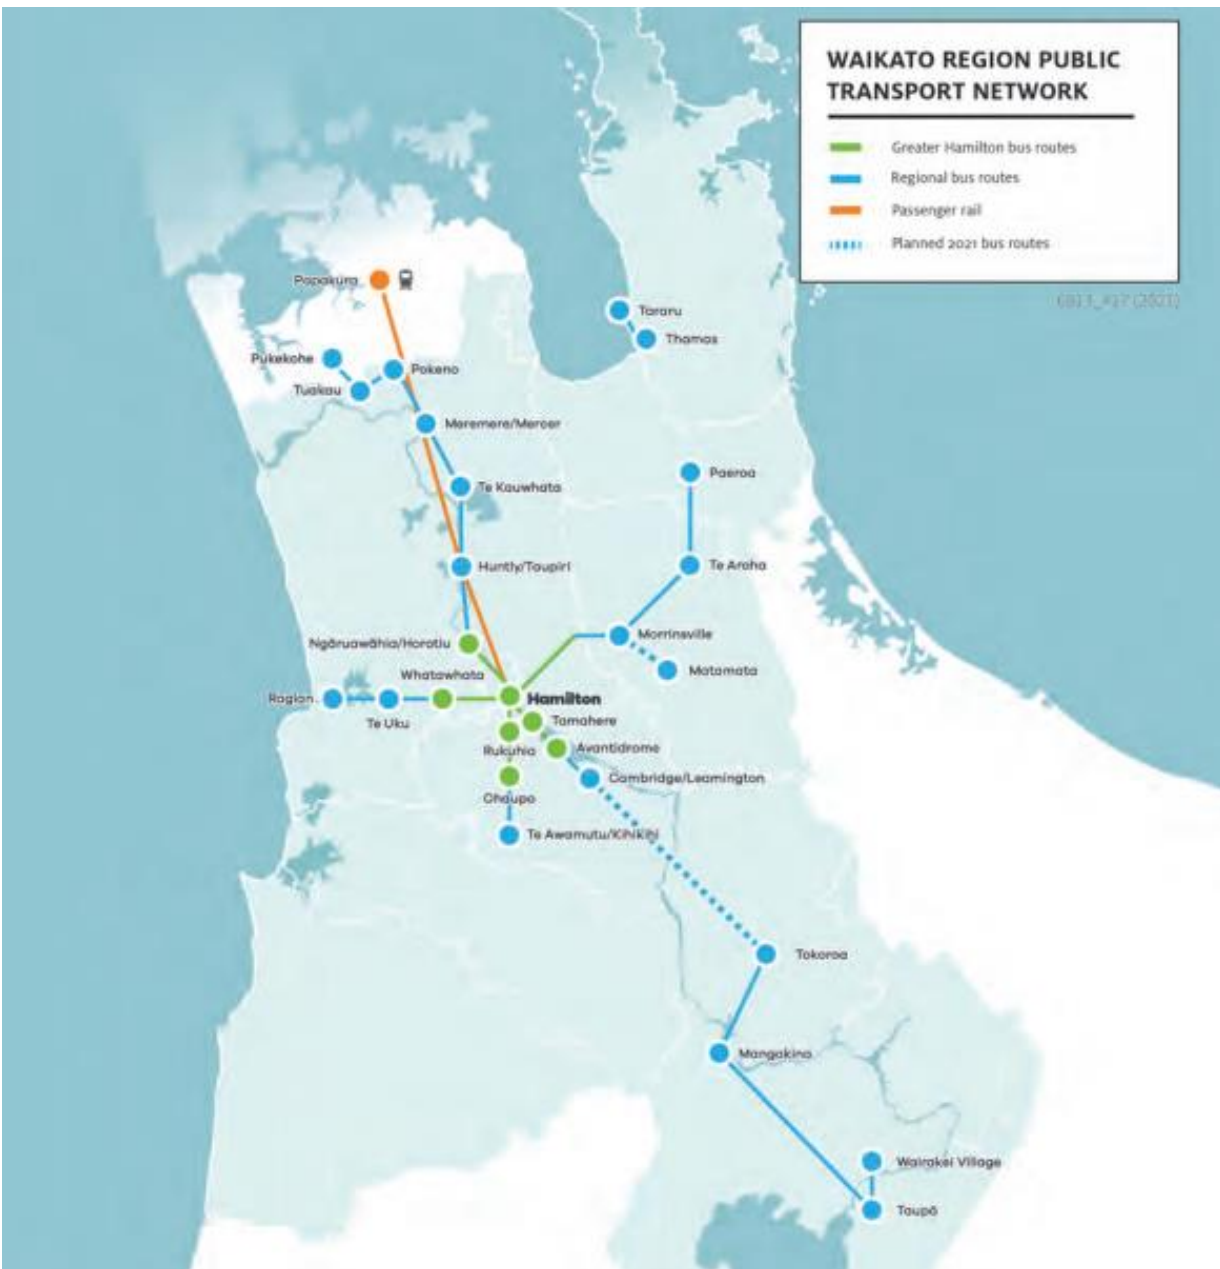 WAIKATO REGION PUBLIC
TRANSPORT NETWORK
Greater Hamilton bus routes
Regional bus routes
Passenger rail
Planned 2021 bus routes
Papakura
Tararu
Thames
Pukekohe
Pokeno
Tuakau
Meremere/Mercer
Paeroa
Te Kauwhata
Te Aroha
Huntly/Taupiri
Morrinsville
Ngāruawāhia/Horotiu
Matamata
Whatawhata
Raglan
Hamilton
Te Uku
Tamahere
Rukuhia
Avantidrome
Cambridge/Leamington
Ohaupo
Te Awamutu/Kihikihi
Tokoroa
Mangakino
Wairakei Village
Taupō